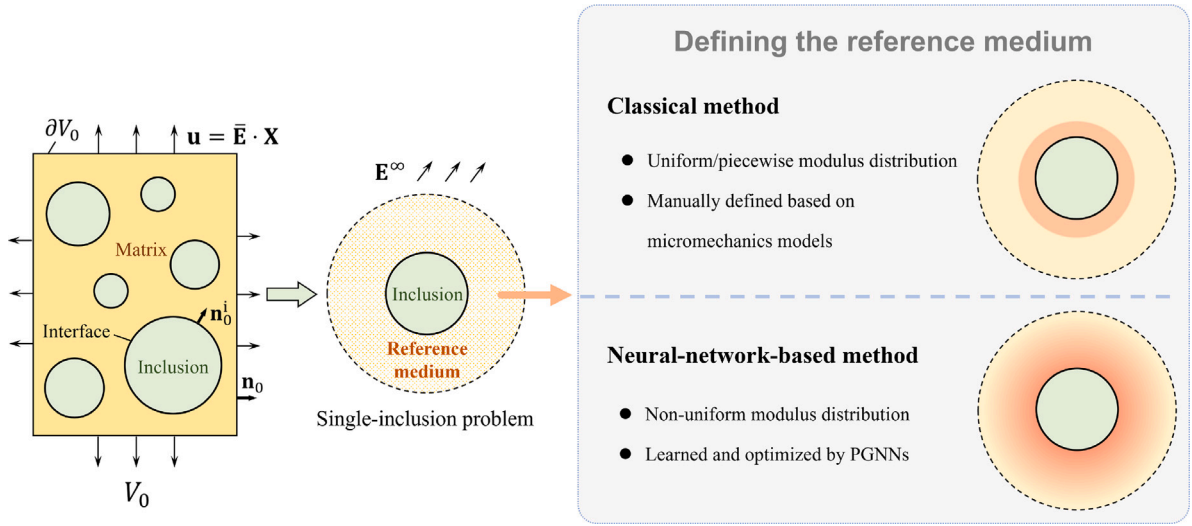 ∂V₀
u = Ē · X
Matrix
n₀ⁱ
Interface
Inclusion
n₀
V₀
E^∞
Inclusion
Reference
medium
Single-inclusion problem
Defining the reference medium
Classical method
● Uniform/piecewise modulus distribution
● Manually defined based on
micromechanics models
Neural-network-based method
● Non-uniform modulus distribution
● Learned and optimized by PGNNs